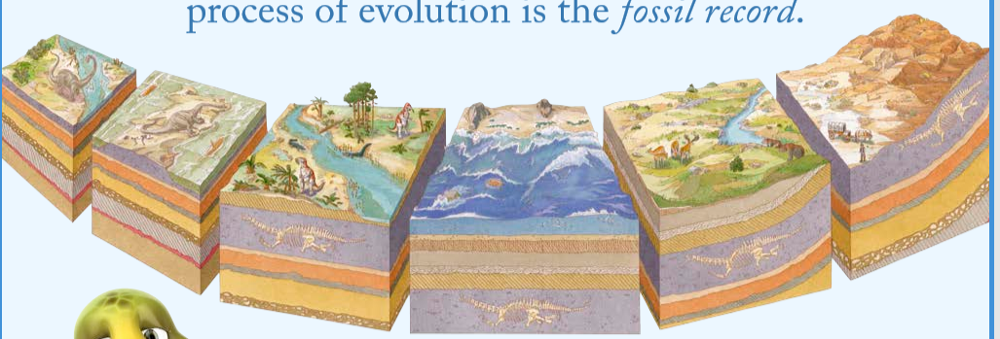 process of evolution is the fossil record.